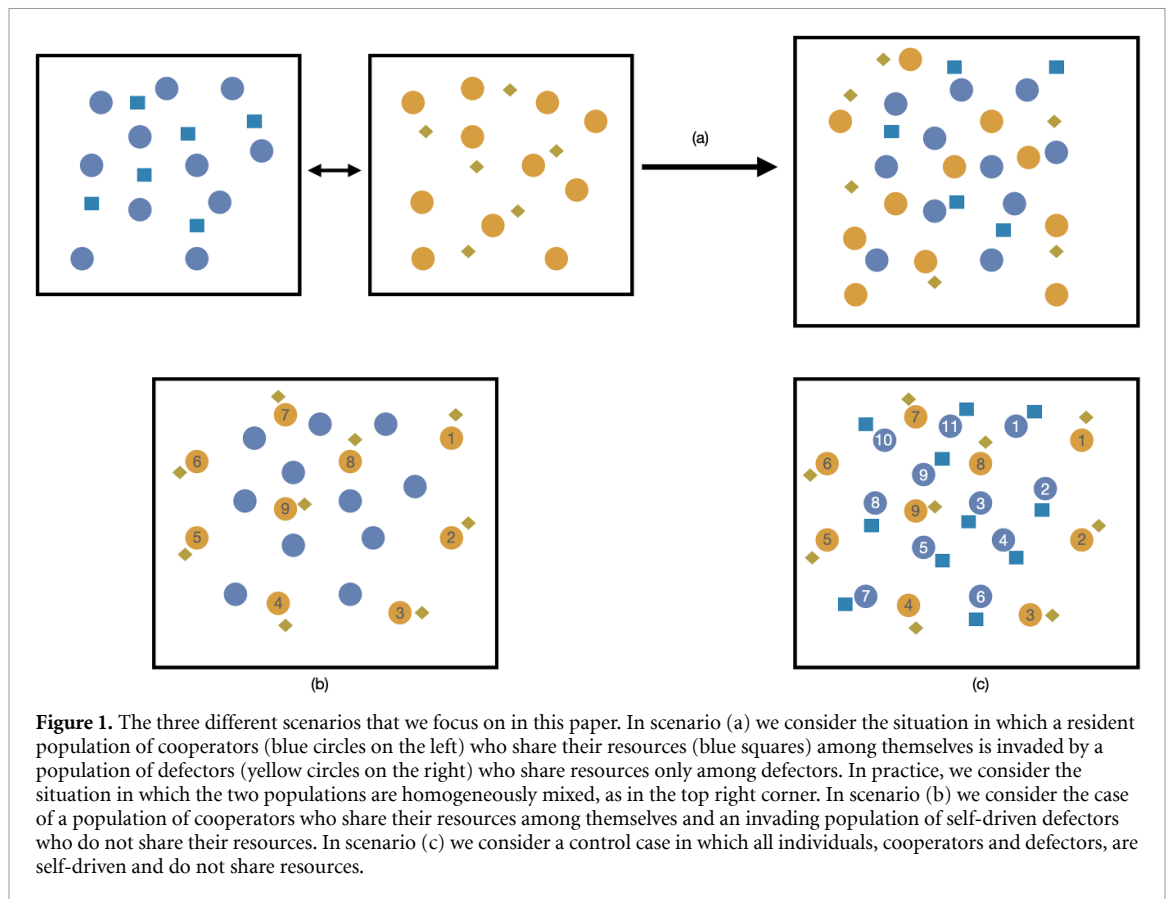 (a)
7
1
8
6
9
5
2
4
3
(b)
7
11
1
1
10
6
8
9
2
8
3
9
5
4
5
2
7
6
4
3
(c)
Figure 1. The three different scenarios that we focus on in this paper. In scenario (a) we consider the situation in which a resident
population of cooperators (blue circles on the left) who share their resources (blue squares) among themselves is invaded by a
population of defectors (yellow circles on the right) who share resources only among defectors. In practice, we consider the
situation in which the two populations are homogeneously mixed, as in the top right corner. In scenario (b) we consider the case
of a population of cooperators who share their resources among themselves and an invading population of self-driven defectors
who do not share their resources. In scenario (c) we consider a control case in which all individuals, cooperators and defectors, are
self-driven and do not share resources.